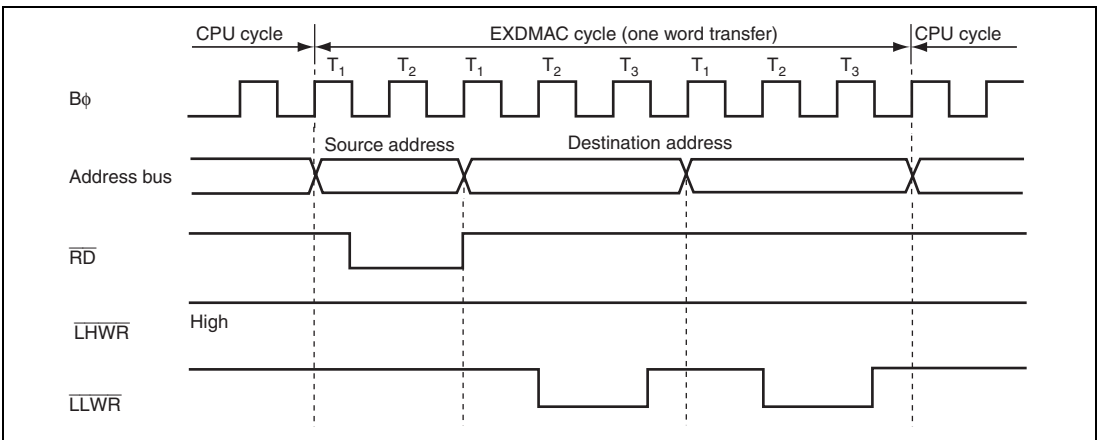 CPU cycle EXDMAC cycle (one word transfer) CPU cycle
T1 T2 T1 T2 T3 T1 T2 T3
Bϕ
Source address Destination address
Address bus
RD
High
LHWR
LLWR